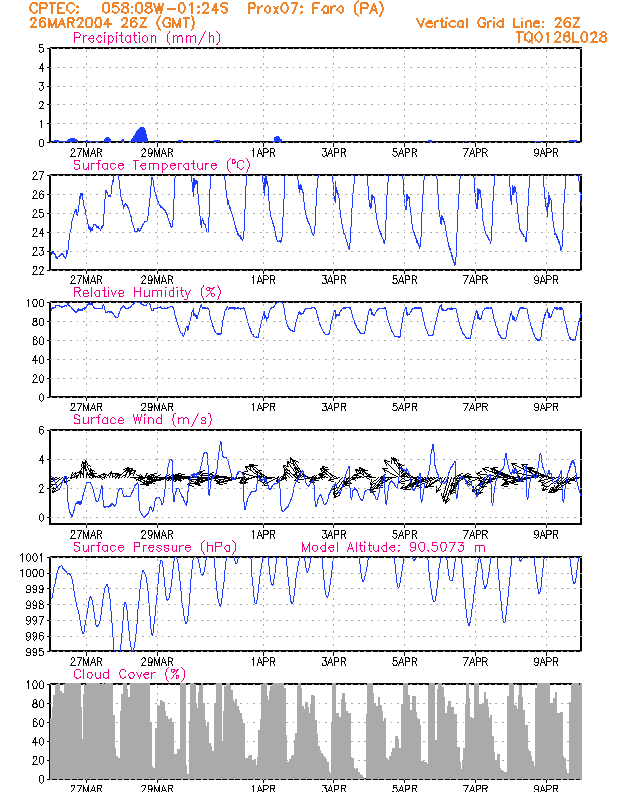 CPTEC: 058:08W-01:24S Prox07: Faro (PA)
26MAR2004 26Z (GMT) Vertical Grid Line: 26Z
Precipitation (mm/h) TQ0126L028
5
4
3
2
1
0
27MAR 29MAR 1APR 3APR 5APR 7APR 9APR
Surface Temperature (°C)
27
26
25
24
23
22
27MAR 29MAR 1APR 3APR 5APR 7APR 9APR
Relative Humidity (%)
100
80
60
40
20
0
27MAR 29MAR 1APR 3APR 5APR 7APR 9APR
Surface Wind (m/s)
6
4
2
0
27MAR 29MAR 1APR 3APR 5APR 7APR 9APR
Surface Pressure (hPa) Model Altitude: 90.5073 m
1001
1000
999
998
997
996
995
27MAR 29MAR 1APR 3APR 5APR 7APR 9APR
Cloud Cover (%)
100
80
60
40
20
0
27MAR 29MAR 1APR 3APR 5APR 7APR 9APR